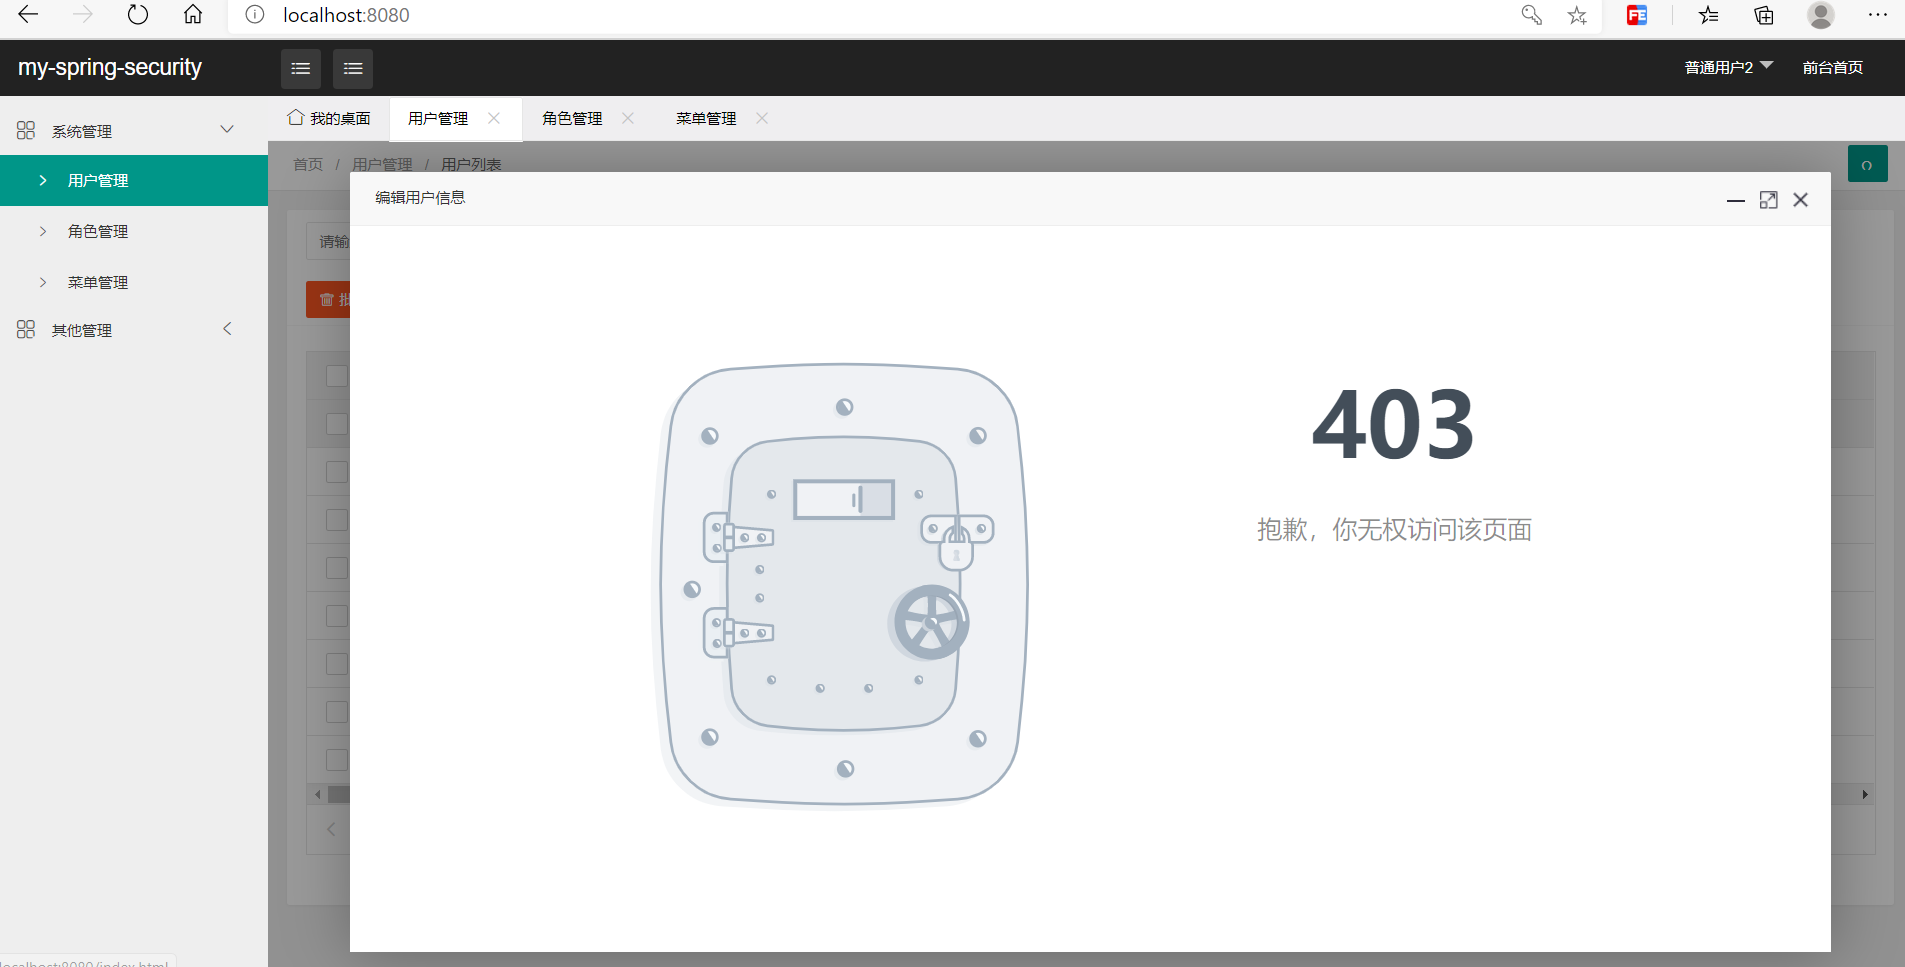 localhost:8080
FE
my-spring-security
普通用户2
前台首页
系统管理
用户管理
角色管理
菜单管理
其他管理
我的桌面
用户管理
角色管理
菜单管理
首页 / 用户管理 / 用户列表
请输
批
编辑用户信息
403
抱歉，你无权访问该页面
localhost:8080/index.html